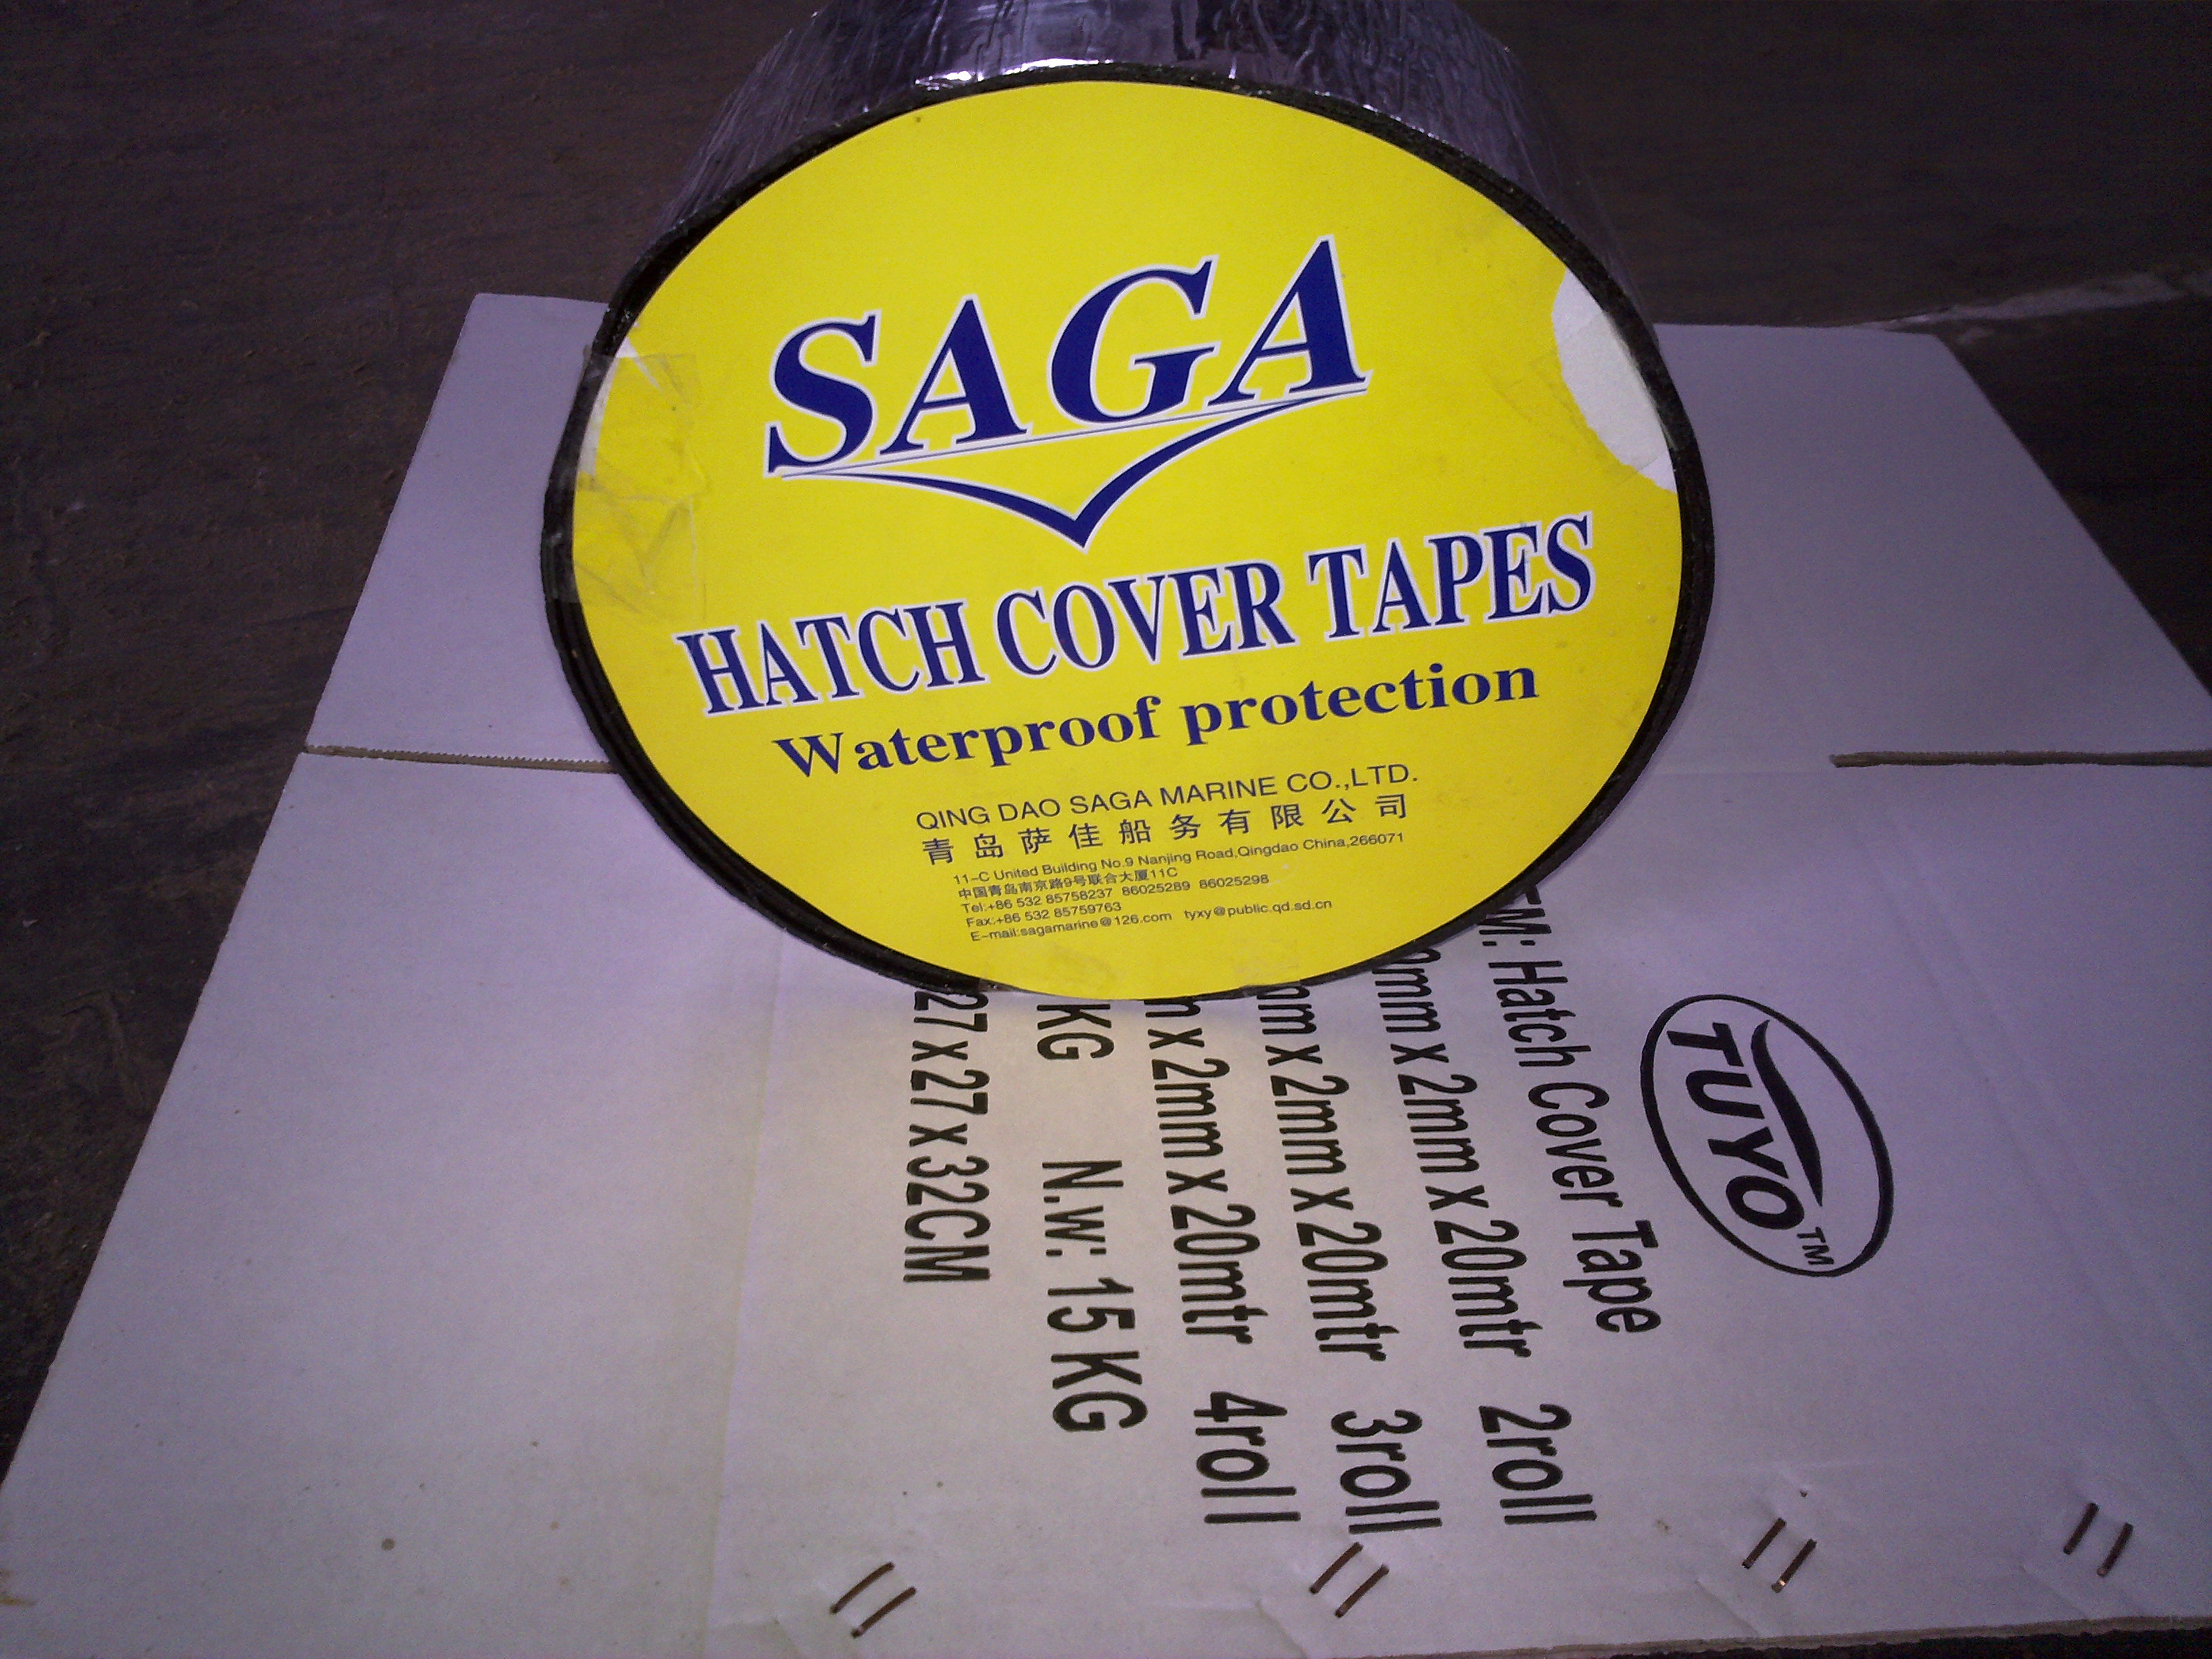 SAGA
HATCH COVER TAPES
Waterproof protection
QING DAO SAGA MARINE CO.,LTD.
青岛萨佳船务有限公司
11-C United Building No.9 Nanjing Road,Qingdao China,266071
中国青岛南京路9号联合大厦11C
Tel:+86 532 85758237 86025289 86025298
Fax:+86 532 85759763
E-mail:sagamarine@126.com tyxy@public.qd.sd.cn
TUYO™
Hatch Cover Tape
0mm x 2mm x 20mtr 2roll
mm x 2mm x 20mtr 3roll
x 2mm x 20mtr 4roll
KG N.w: 15 KG
27 x 27 x 32CM